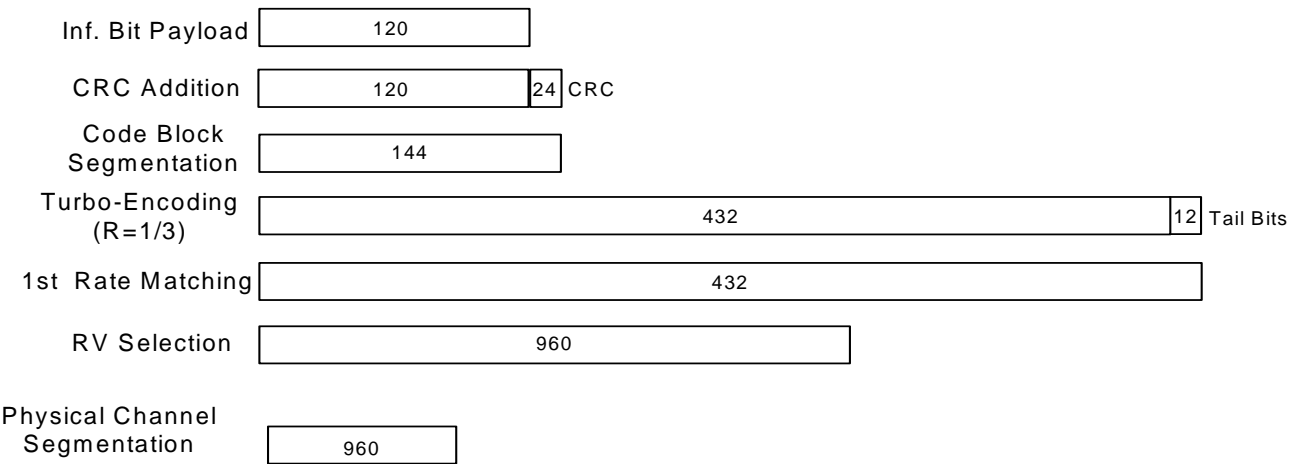 Inf. Bit Payload 120
CRC Addition 120 24 CRC
Code Block
Segmentation 144
Turbo-Encoding
(R=1/3) 432 12 Tail Bits
1st Rate Matching 432
RV Selection 960
Physical Channel
Segmentation 960